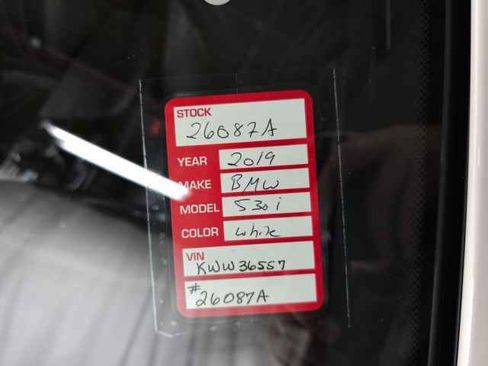 STOCK
26087A
YEAR 2019
MAKE BMW
MODEL 530i
COLOR white
VIN
KWW36557
#26087A